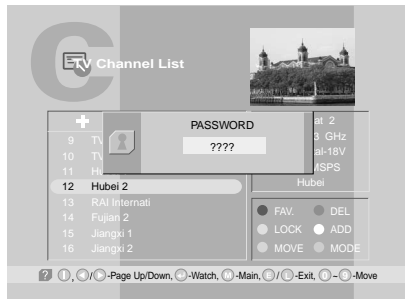 TV Channel List
PASSWORD
????
at 2
9 TV
3 GHz
10 TV
al-18V
11 Hu
MSPS
12 Hubei 2
Hubei
13 RAI Internati
14 Fujian 2
15 Jiangxi 1
16 Jiangxi 2
FAV. DEL
LOCK ADD
MOVE MODE
? I, ◁/▷-Page Up/Down, -Watch, M-Main, E/L-Exit, 0~9-Move